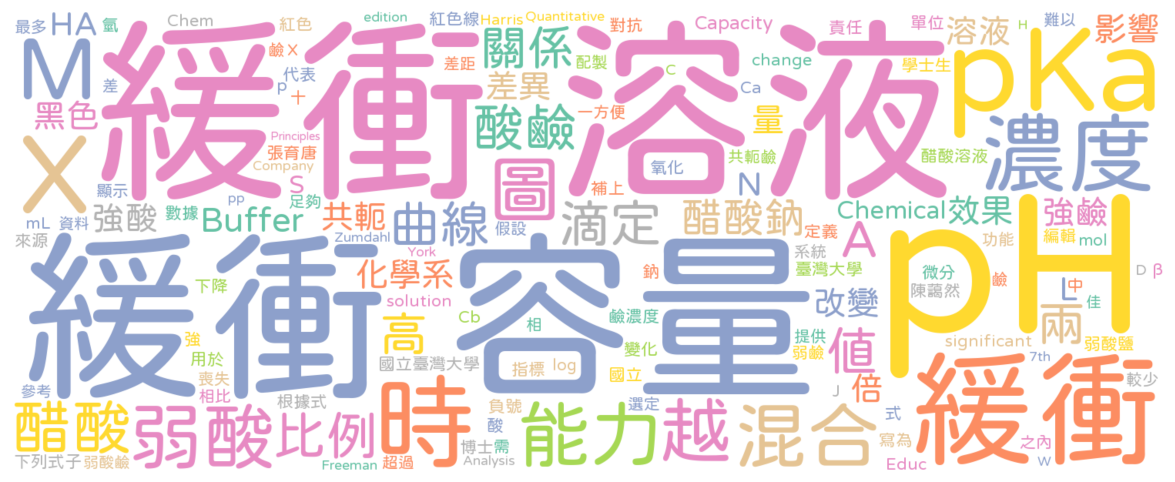 最多 HA 氫 Chem 紅色 edition 紅色線 Harris Quantitative 對抗 Capacity 責任 單位 溶液 H 難以 影響
M 緩衝溶液 鹼 X 代表 差 p 十 關係 差距 配製 C change 學士生 pKa
黑色 差異 Ca 一方便 量
X Principles 張育唐 Company 酸鹼 氧化 共軛鹼 醋酸溶液 濃度
顯示 S 足夠 圖 補上 N
mL 資料 pp 強酸 數據 Buffer 共軛 曲線 假設 滴定 醋酸鈉 定義 Chemical 效果 強鹼
來源 Zumdahl York 系統 A 功能 編輯 mol
緩衝容量 化學系 鈉 臺灣大學 微分 pH 鹼 L 中 D β
下降 solution 改變 陳藹然 佳
強 高 Cb 相 鹼濃度 提供 兩
用於 國立臺灣大學 變化 弱鹼 值 significant 7th 弱酸鹽
參考 喪失 相比 根據式 時 指標 log 國立 倍 J 緩衝 較少
醋酸 弱酸 比例 負號 能力 選定 越 混合 式
酸 寫為 之內
下列式子 弱酸鹼 Freeman 超過 博士 需 Analysis Educ W